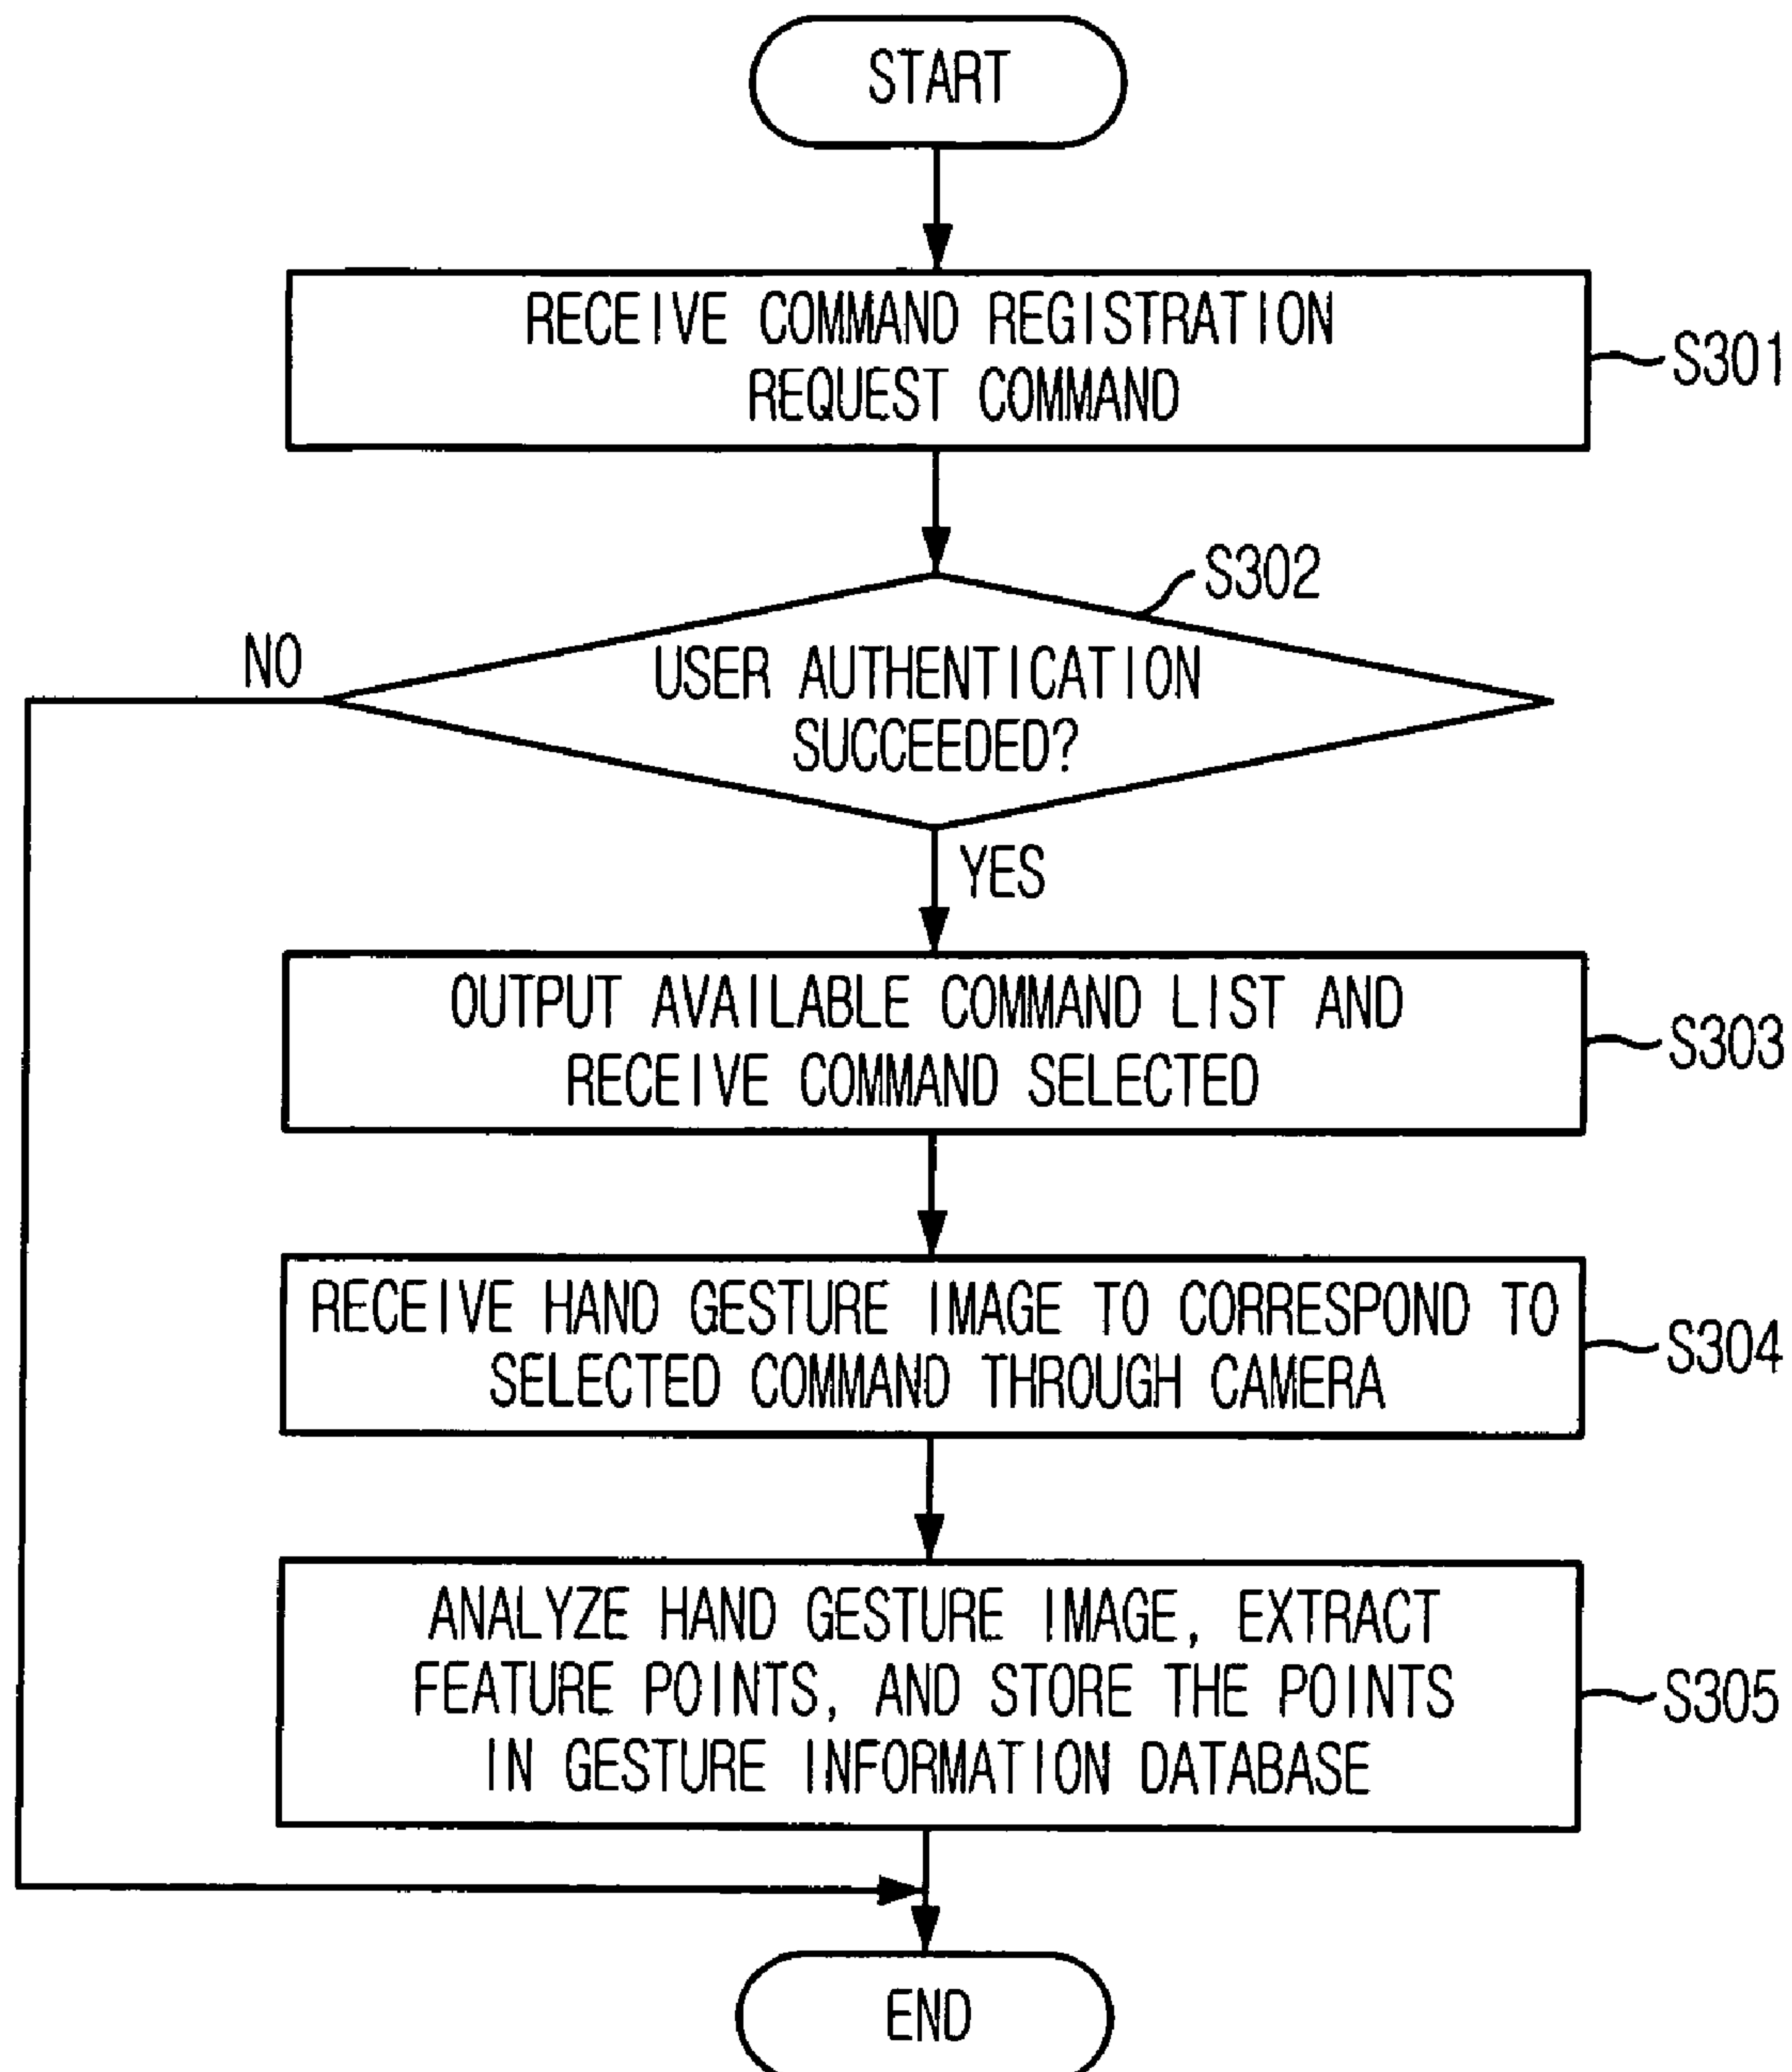 START
RECEIVE COMMAND REGISTRATION
REQUEST COMMAND
S301
S302
NO
USER AUTHENTICATION
SUCCEEDED?
YES
OUTPUT AVAILABLE COMMAND LIST AND
RECEIVE COMMAND SELECTED
S303
RECEIVE HAND GESTURE IMAGE TO CORRESPOND TO
SELECTED COMMAND THROUGH CAMERA
S304
ANALYZE HAND GESTURE IMAGE, EXTRACT
FEATURE POINTS, AND STORE THE POINTS
IN GESTURE INFORMATION DATABASE
S305
END